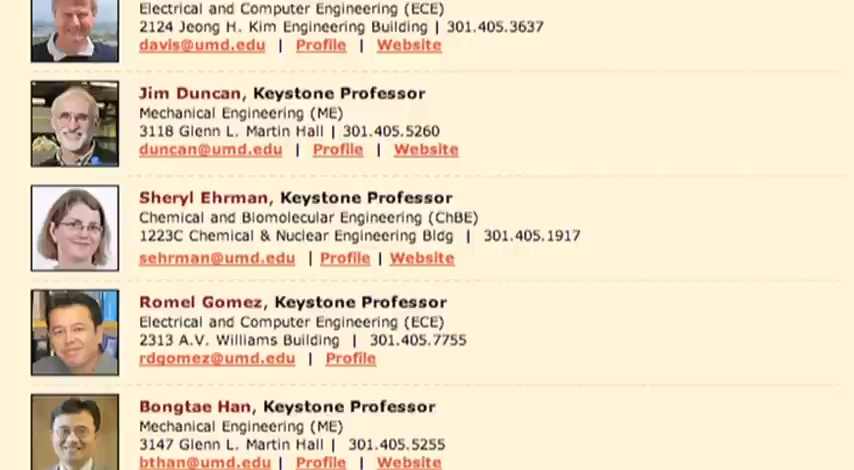 Electrical and Computer Engineering (ECE)
2124 Jeong H. Kim Engineering Building | 301.405.3637
davis@umd.edu | Profile | Website
Jim Duncan, Keystone Professor
Mechanical Engineering (ME)
3118 Glenn L. Martin Hall | 301.405.5260
duncan@umd.edu | Profile | Website
Sheryl Ehrman, Keystone Professor
Chemical and Biomolecular Engineering (ChBE)
1223C Chemical & Nuclear Engineering Bldg | 301.405.1917
sehrman@umd.edu | Profile | Website
Romel Gomez, Keystone Professor
Electrical and Computer Engineering (ECE)
2313 A.V. Williams Building | 301.405.7755
rdgomez@umd.edu | Profile
Bongtae Han, Keystone Professor
Mechanical Engineering (ME)
3147 Glenn L. Martin Hall | 301.405.5255
bthan@umd.edu | Profile | Website